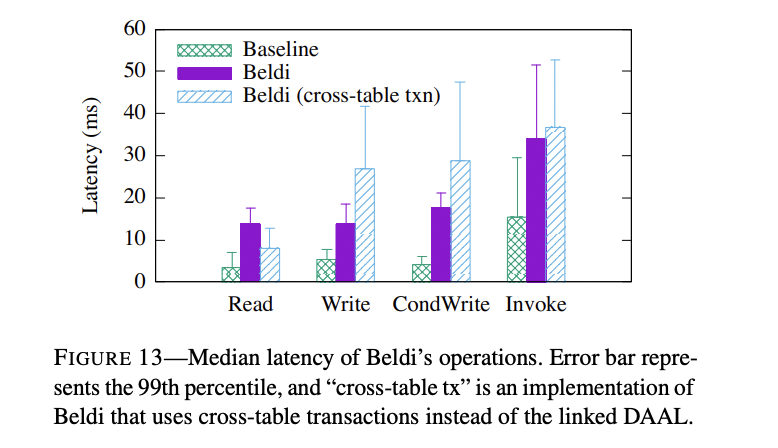 60
50
40
30
20
10
0
Latency (ms)
Baseline
Beldi
Beldi (cross-table txn)
Read Write CondWrite Invoke
FIGURE 13—Median latency of Beldi’s operations. Error bar repre-
sents the 99th percentile, and “cross-table tx” is an implementation of
Beldi that uses cross-table transactions instead of the linked DAAL.